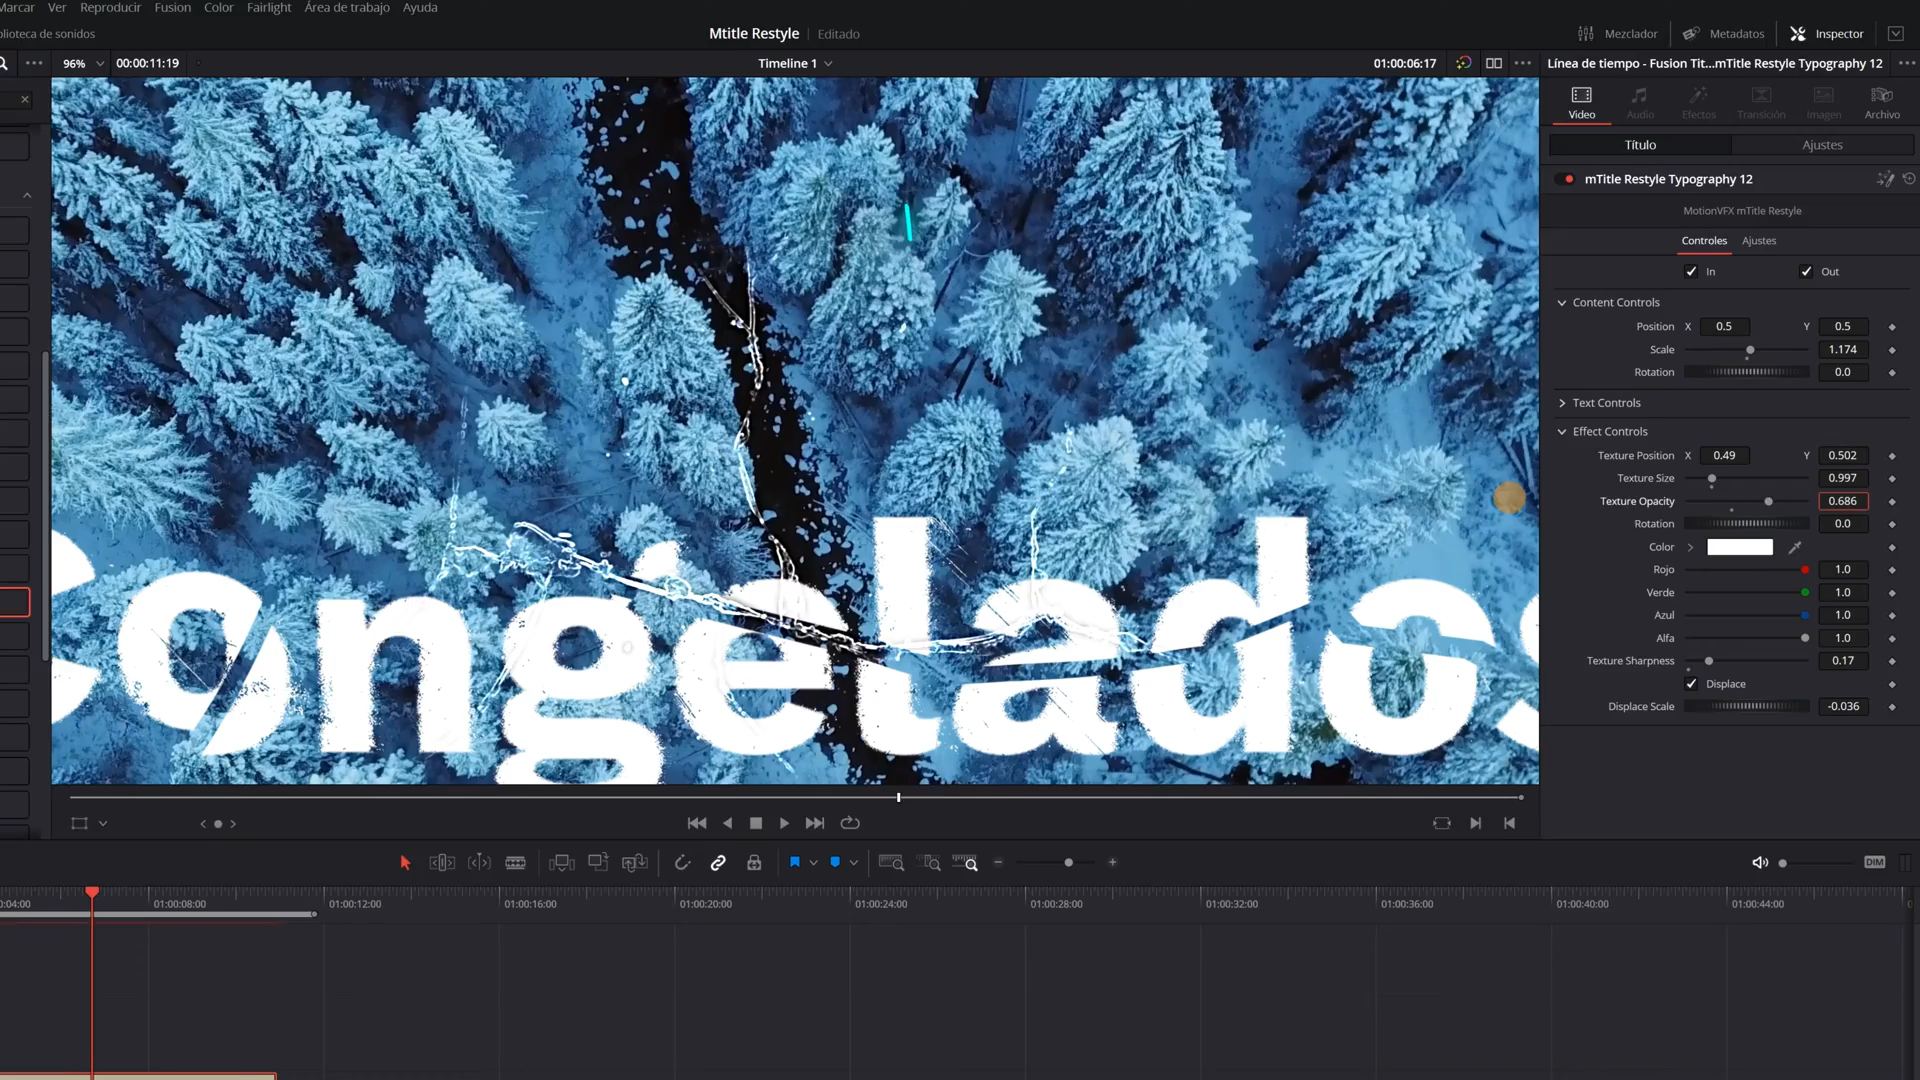 Marcar Ver Reproducir Fusion Color Fairlight Área de trabajo Ayuda
blioteca de sonidos
Mtitle Restyle Editado
Mezclador Metadatos Inspector
96% 00:00:11:19
Timeline 1
01:00:06:17
Línea de tiempo - Fusion Tit...mTitle Restyle Typography 12
Video Audio Efectos Transición Imagen Archivo
Título Ajustes
mTitle Restyle Typography 12
MotionVFX mTitle Restyle
Controles Ajustes
In Out
Content Controls
Position X 0.5 Y 0.5
Scale 1.174
Rotation 0.0
Text Controls
Effect Controls
Texture Position X 0.49 Y 0.502
Texture Size 0.997
Texture Opacity 0.686
Rotation 0.0
Color
Rojo 1.0
Verde 1.0
Azul 1.0
Alfa 1.0
Texture Sharpness 0.17
Displace
Displace Scale -0.036
Congelados
DIM
0:04:00 01:00:08:00 01:00:12:00 01:00:16:00 01:00:20:00 01:00:24:00 01:00:28:00 01:00:32:00 01:00:36:00 01:00:40:00 01:00:44:00